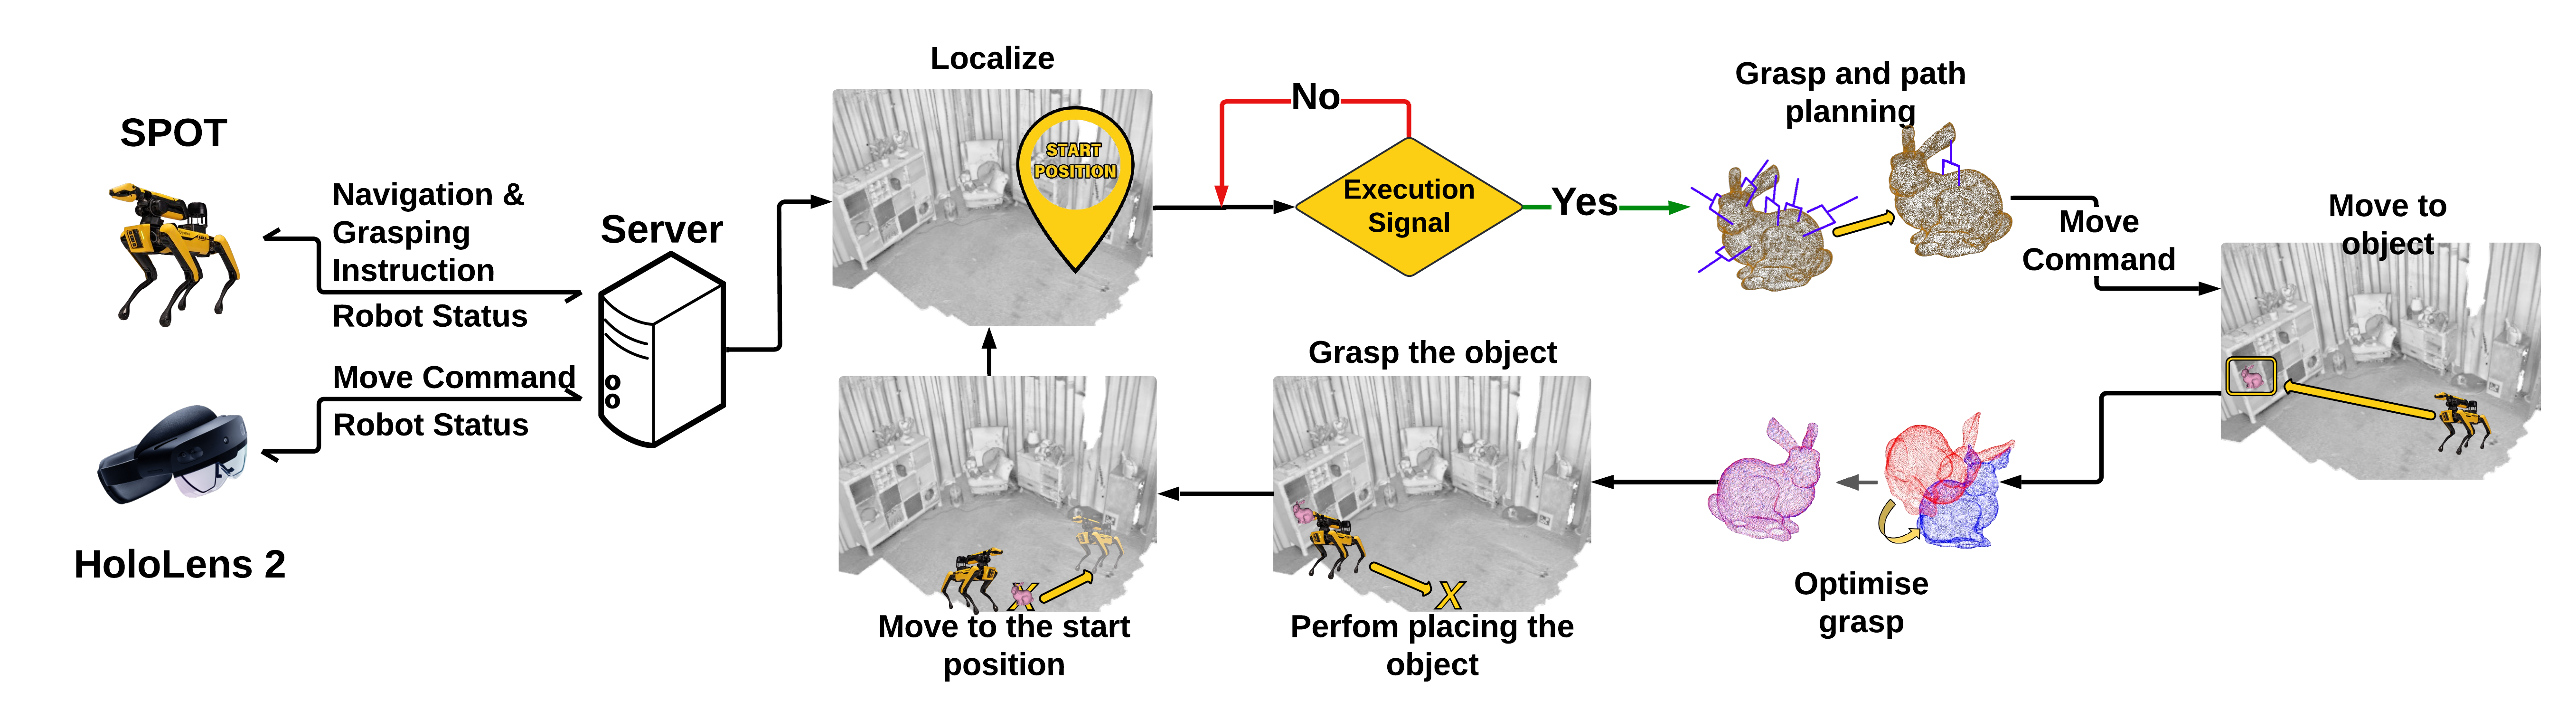 SPOT
Navigation &
Grasping
Instruction
Robot Status
Move Command
Robot Status
HoloLens 2
Server
Localize
START
POSITION
No
Execution
Signal
Yes
Grasp and path
planning
Move
Command
Move to
object
Optimise
grasp
Grasp the object
X
Perfom placing the
object
X
Move to the start
position